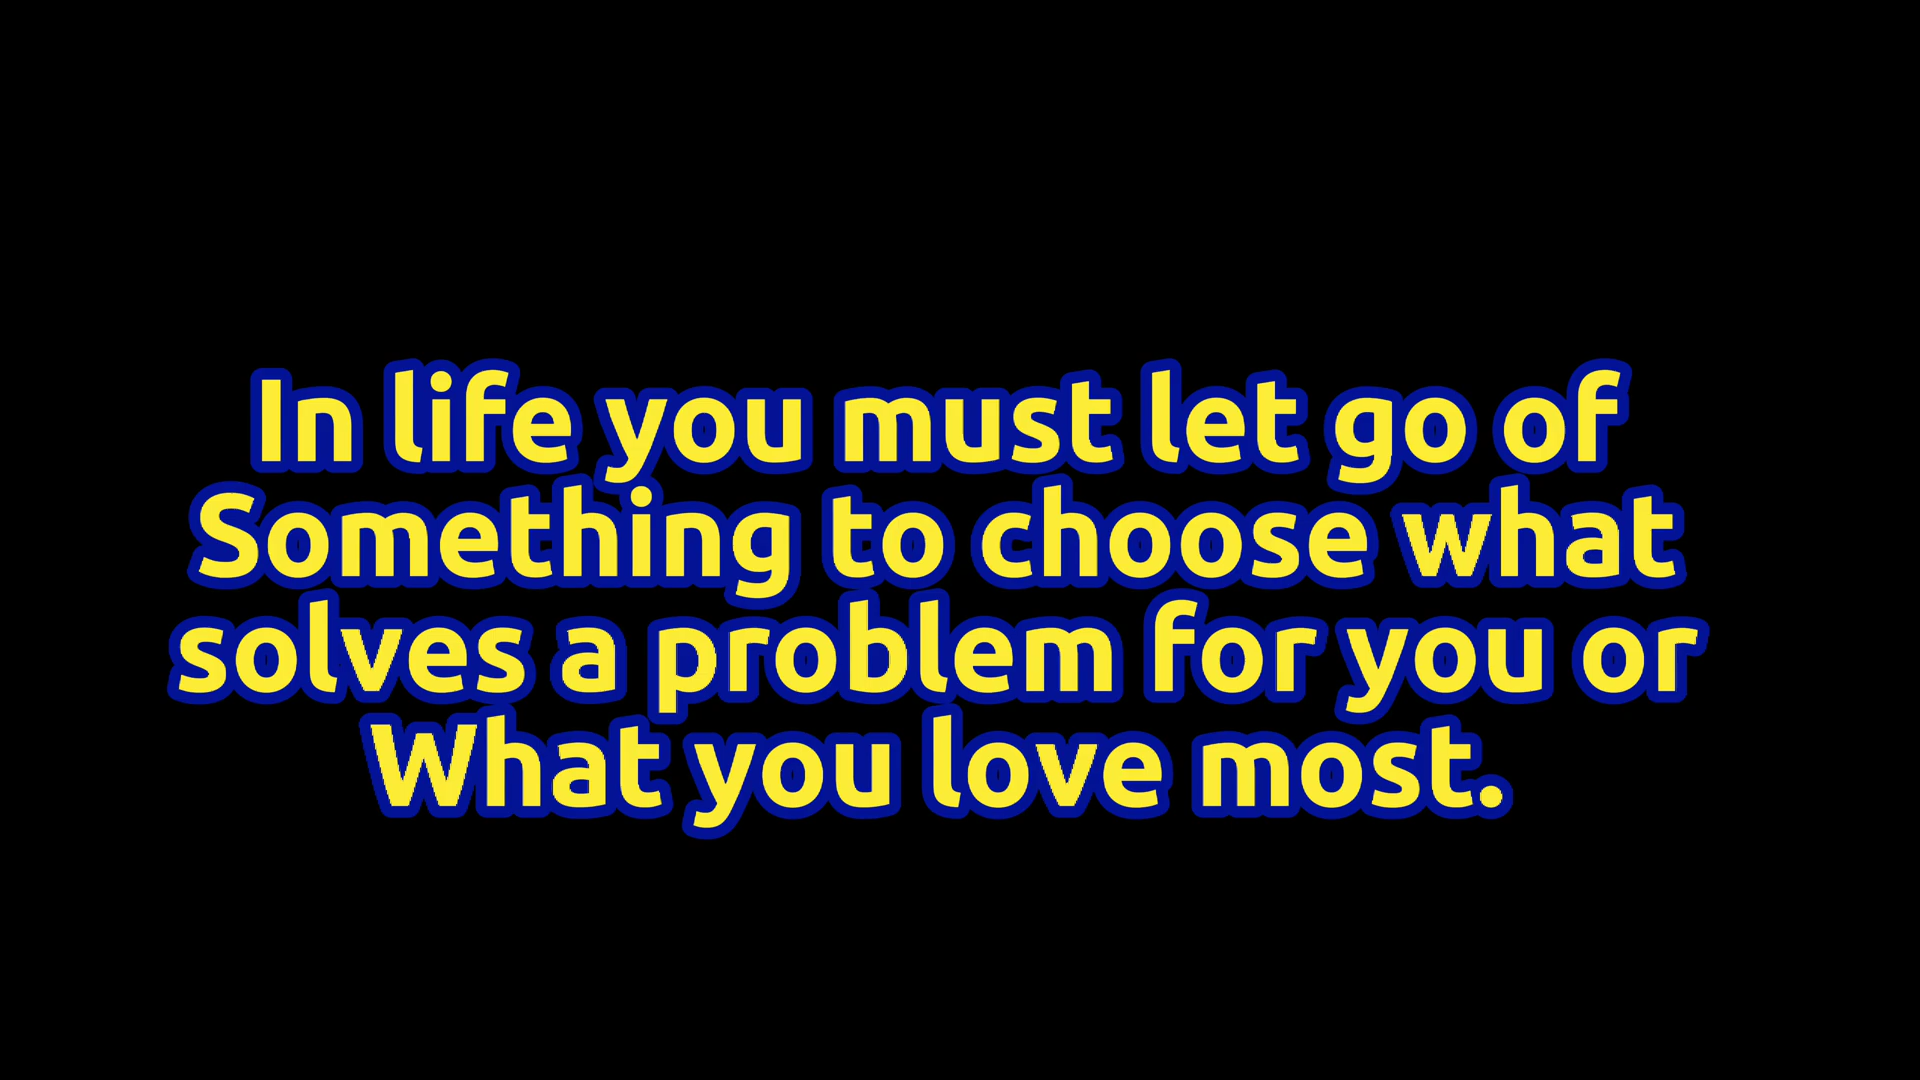 In life you must let go of
Something to choose what
solves a problem for you or
What you love most.